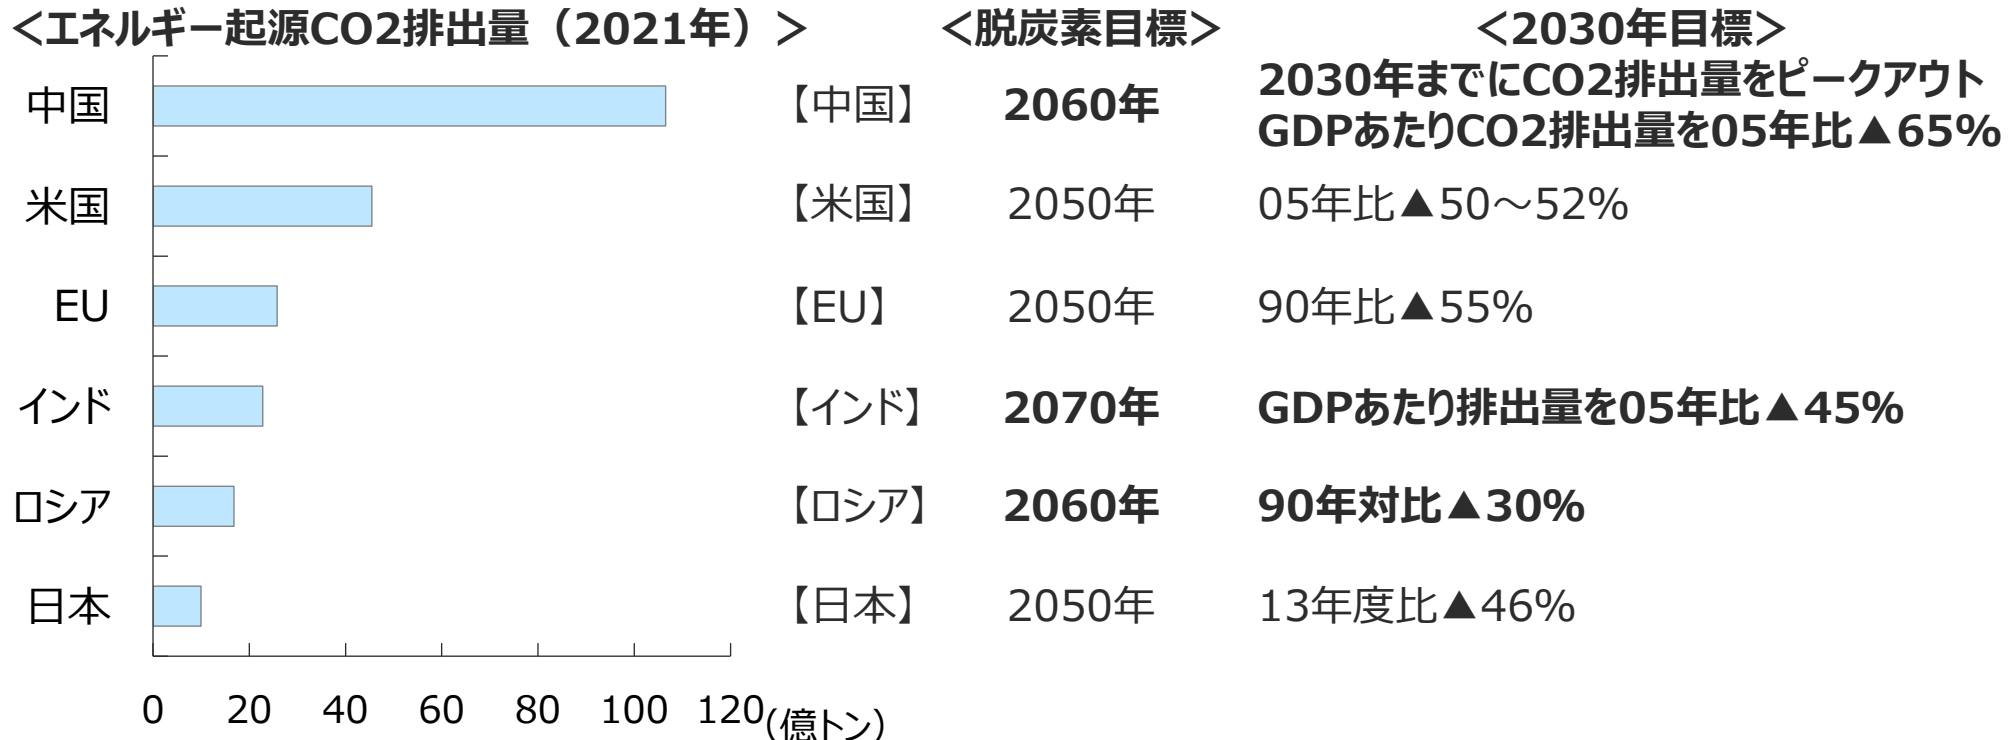 ＜エネルギー起源CO2排出量（2021年）＞ ＜脱炭素目標＞ ＜2030年目標＞
中国 【中国】 2060年 2030年までにCO2排出量をピークアウト
GDPあたりCO2排出量を05年比▲65%
米国 【米国】 2050年 05年比▲50～52%
EU 【EU】 2050年 90年比▲55%
インド 【インド】 2070年 GDPあたり排出量を05年比▲45%
ロシア 【ロシア】 2060年 90年対比▲30%
日本 【日本】 2050年 13年度比▲46%
0 20 40 60 80 100 120 （億トン）